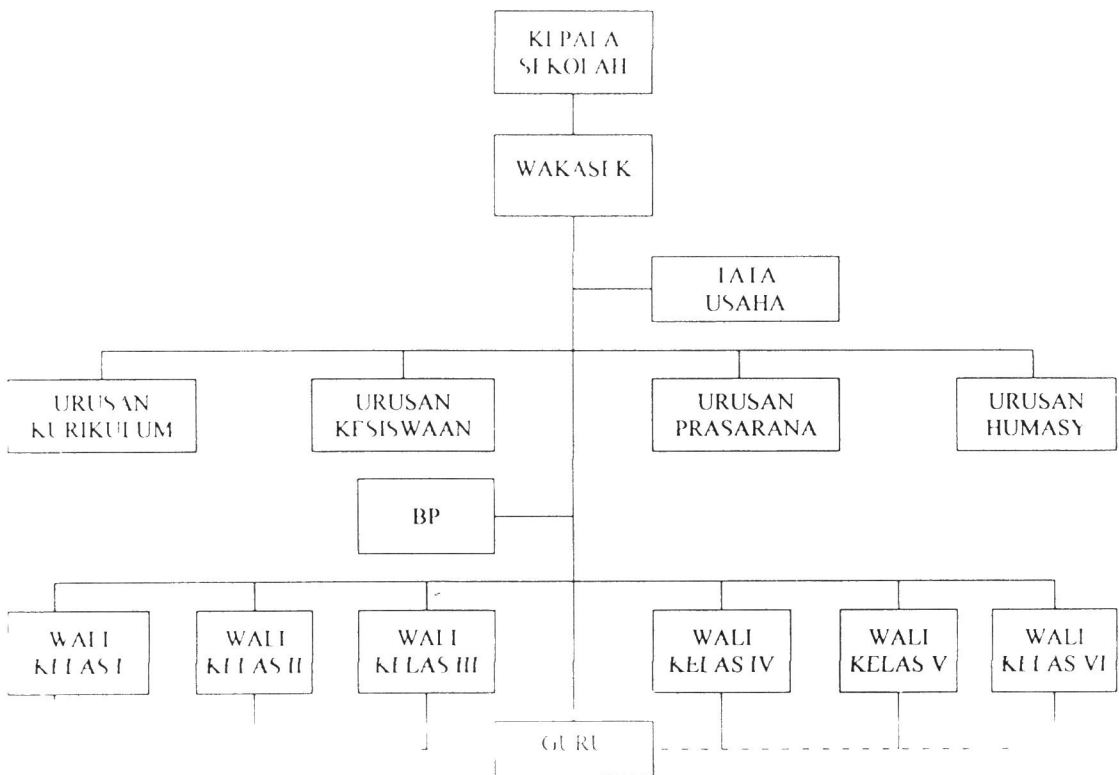 KEPALA
SEKOLAH
WAKASEK
TATA
USAHA
URUSAN
KURIKULUM
URUSAN
KESISWAAN
URUSAN
PRASARANA
URUSAN
HUMASY
BP
WALI
KELAS I
WALI
KELAS II
WALI
KELAS III
WALI
KELAS IV
WALI
KELAS V
WALI
KELAS VI
GURU